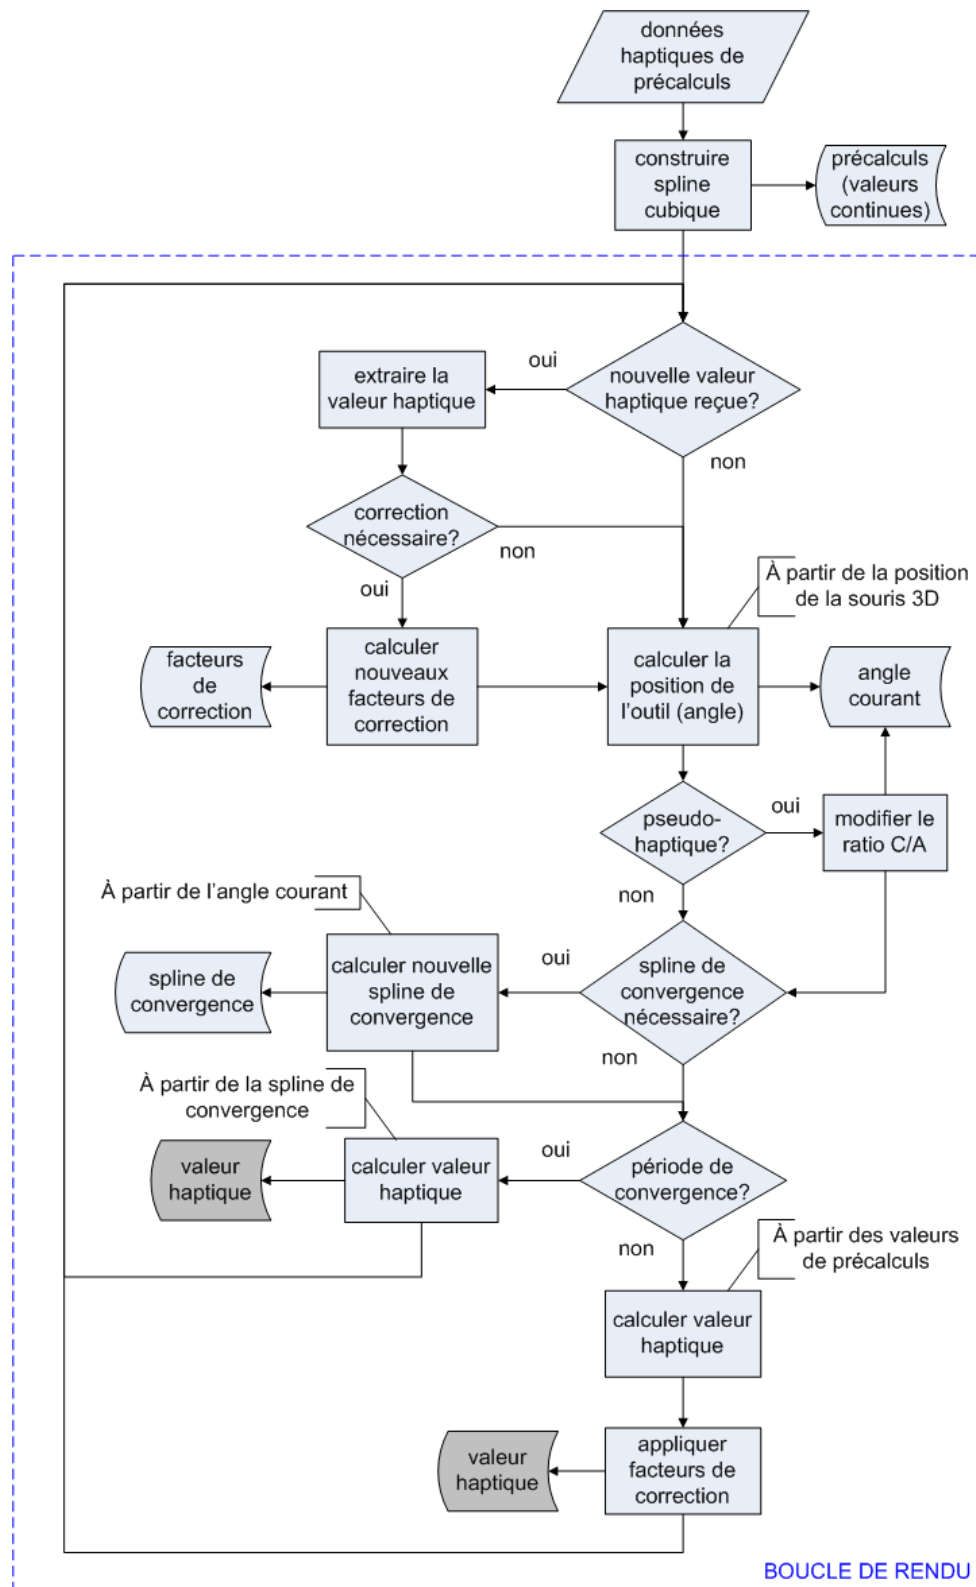 données
haptiques de
précalculs
construire
spline
cubique
précalculs
(valeurs
continues)
nouvelle valeur
haptique reçue?
oui
non
extraire la
valeur haptique
correction
nécessaire?
non
oui
À partir de la position
de la souris 3D
facteurs
de
correction
calculer
nouveaux
facteurs de
correction
calculer la
position de
l'outil (angle)
angle
courant
pseudo-
haptique?
oui
non
modifier le
ratio C/A
À partir de l'angle courant
spline de
convergence
calculer nouvelle
spline de
convergence
oui
spline de
convergence
nécessaire?
non
À partir de la spline de
convergence
valeur
haptique
calculer valeur
haptique
oui
période de
convergence?
non
À partir des valeurs
de précalculs
calculer valeur
haptique
valeur
haptique
appliquer
facteurs de
correction
BOUCLE DE RENDU